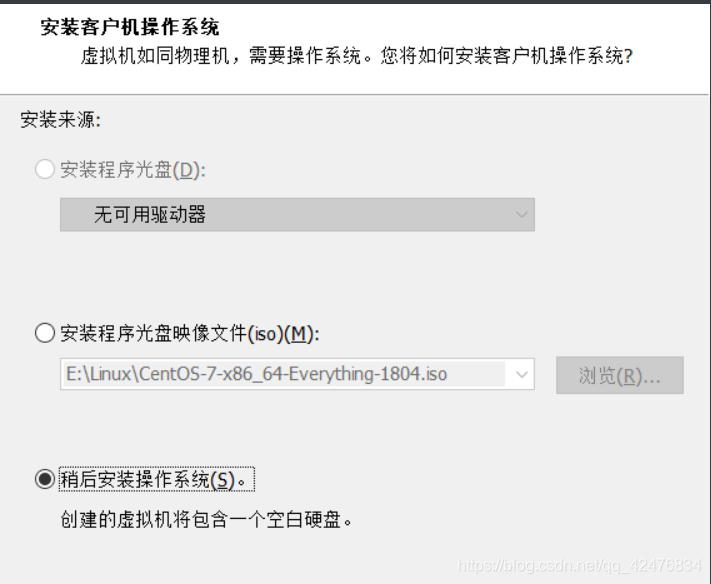 安装客户机操作系统
虚拟机如同物理机，需要操作系统。您将如何安装客户机操作系统?
安装来源:
安装程序光盘(D):
无可用驱动器
安装程序光盘映像文件(iso)(M):
E:\Linux\CentOS-7-x86_64-Everything-1804.iso
浏览(R)...
稍后安装操作系统(S)。
创建的虚拟机将包含一个空白硬盘。
https://blog.csdn.net/qq_42476834